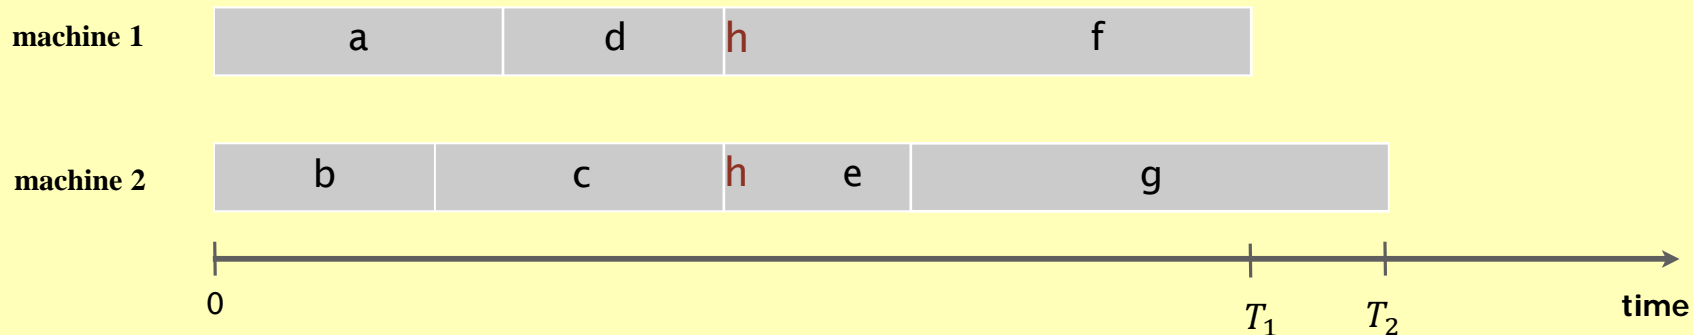 machine 1 a d h f
machine 2 b c h e g
0 T₁ T₂ time